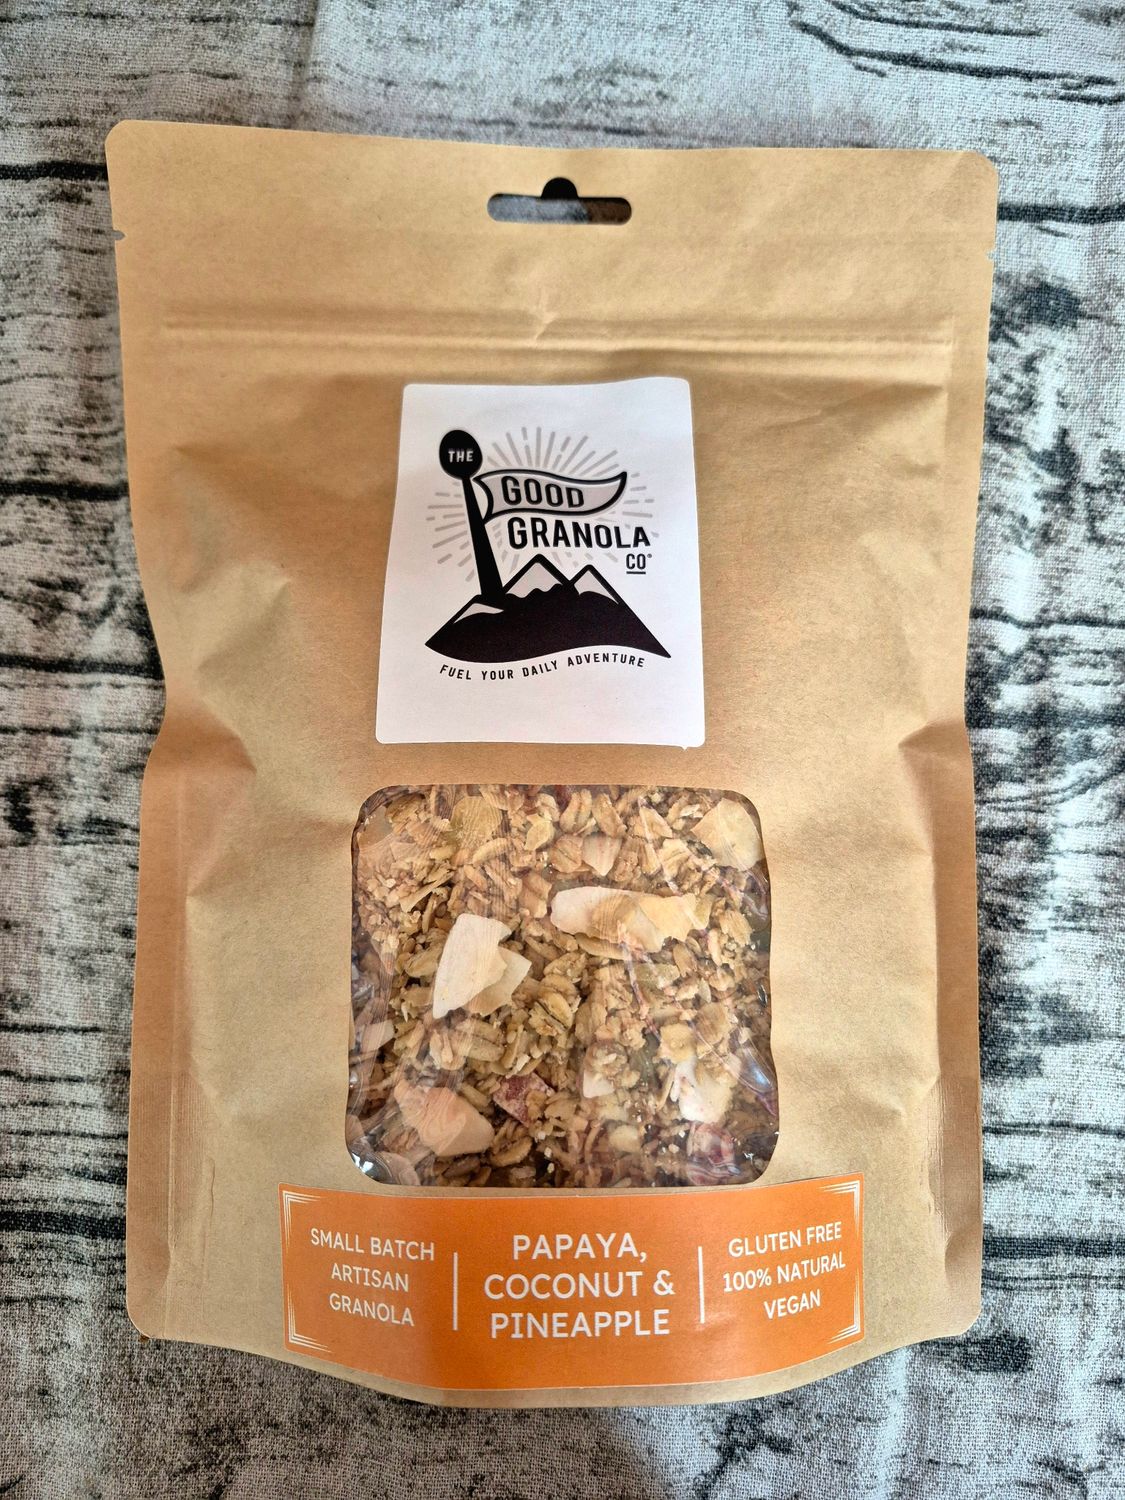 THE
GOOD
GRANOLA
CO®
FUEL YOUR DAILY ADVENTURE
SMALL BATCH
ARTISAN
GRANOLA
PAPAYA,
COCONUT &
PINEAPPLE
GLUTEN FREE
100% NATURAL
VEGAN